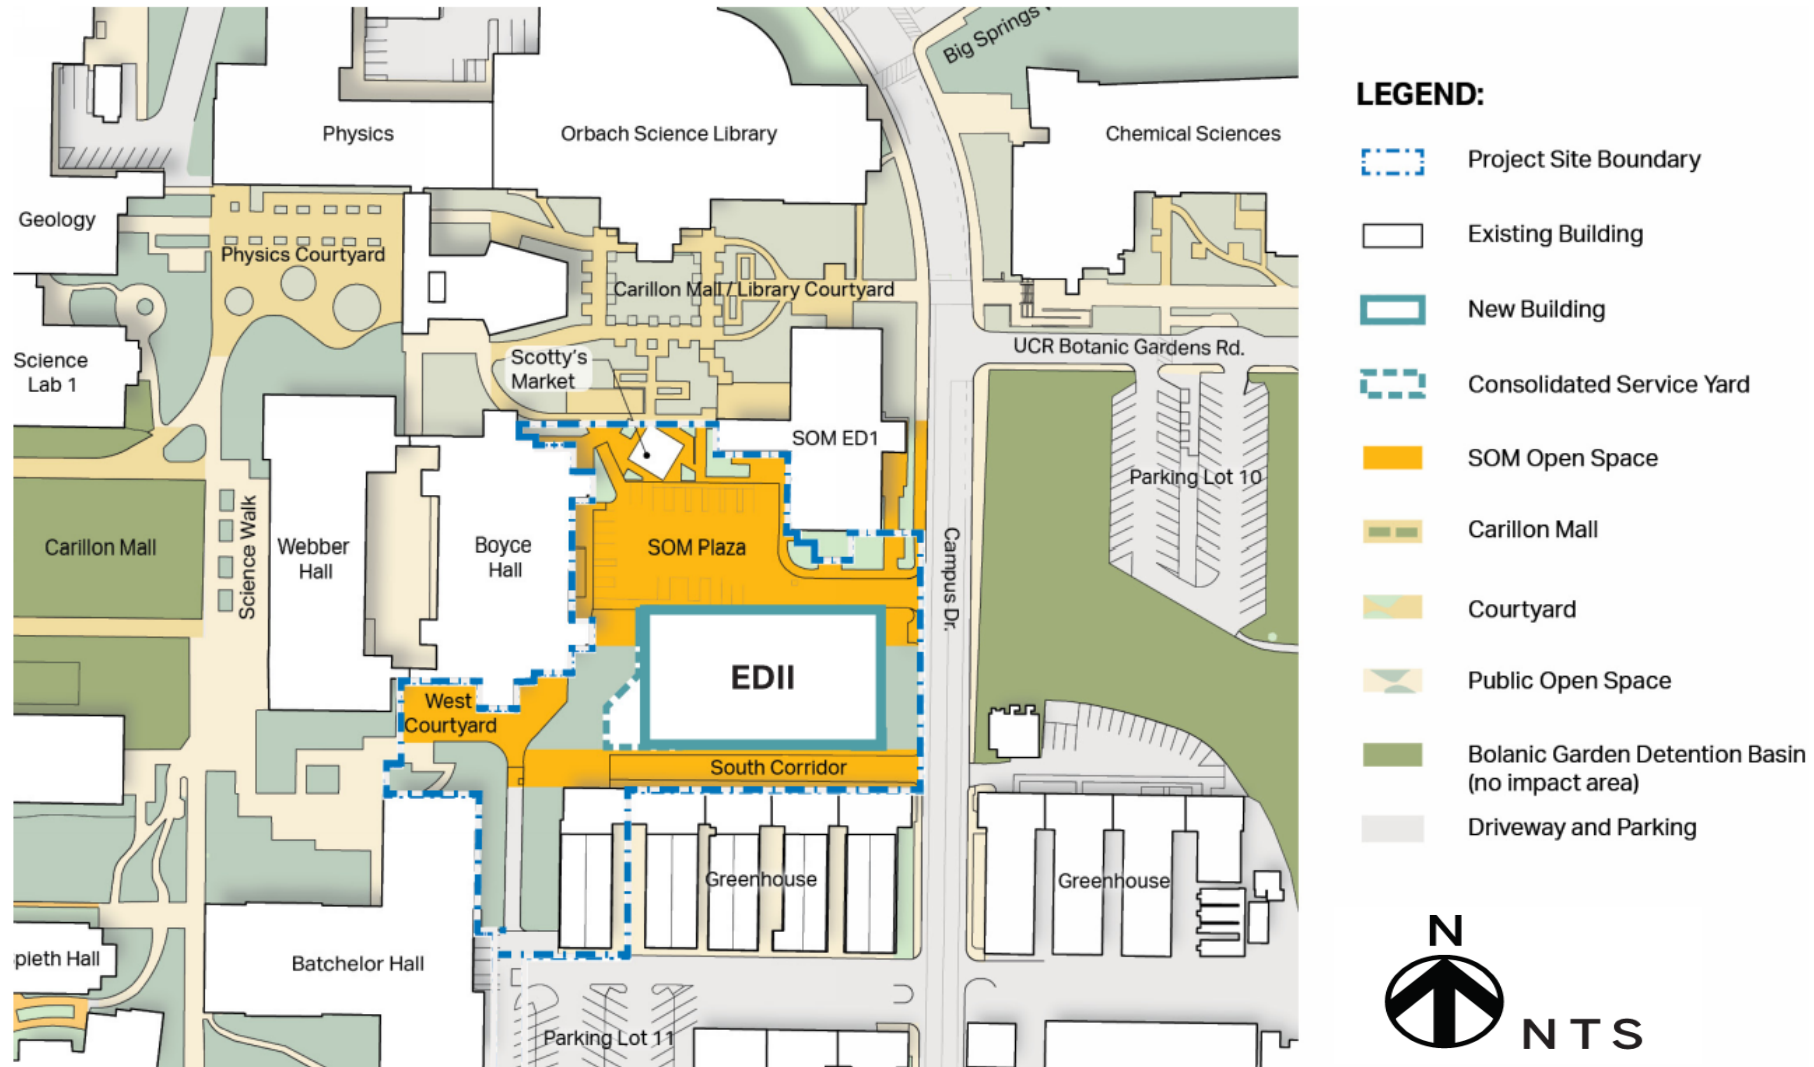 Big Springs
Physics
Orbach Science Library
Chemical Sciences
Geology
Physics Courtyard
Carillon Mall / Library Courtyard
Science
Lab 1
Scotty's
Market
UCR Botanic Gardens Rd.
SOM ED1
Parking Lot 10
Carillon Mall
Science Walk
Webber
Hall
Boyce
Hall
SOM Plaza
Campus Dr.
EDII
West
Courtyard
South Corridor
Greenhouse
Greenhouse
pieth Hall
Batchelor Hall
Parking Lot 11
LEGEND:
Project Site Boundary
Existing Building
New Building
Consolidated Service Yard
SOM Open Space
Carillon Mall
Courtyard
Public Open Space
Bolanic Garden Detention Basin
(no impact area)
Driveway and Parking
N
NTS